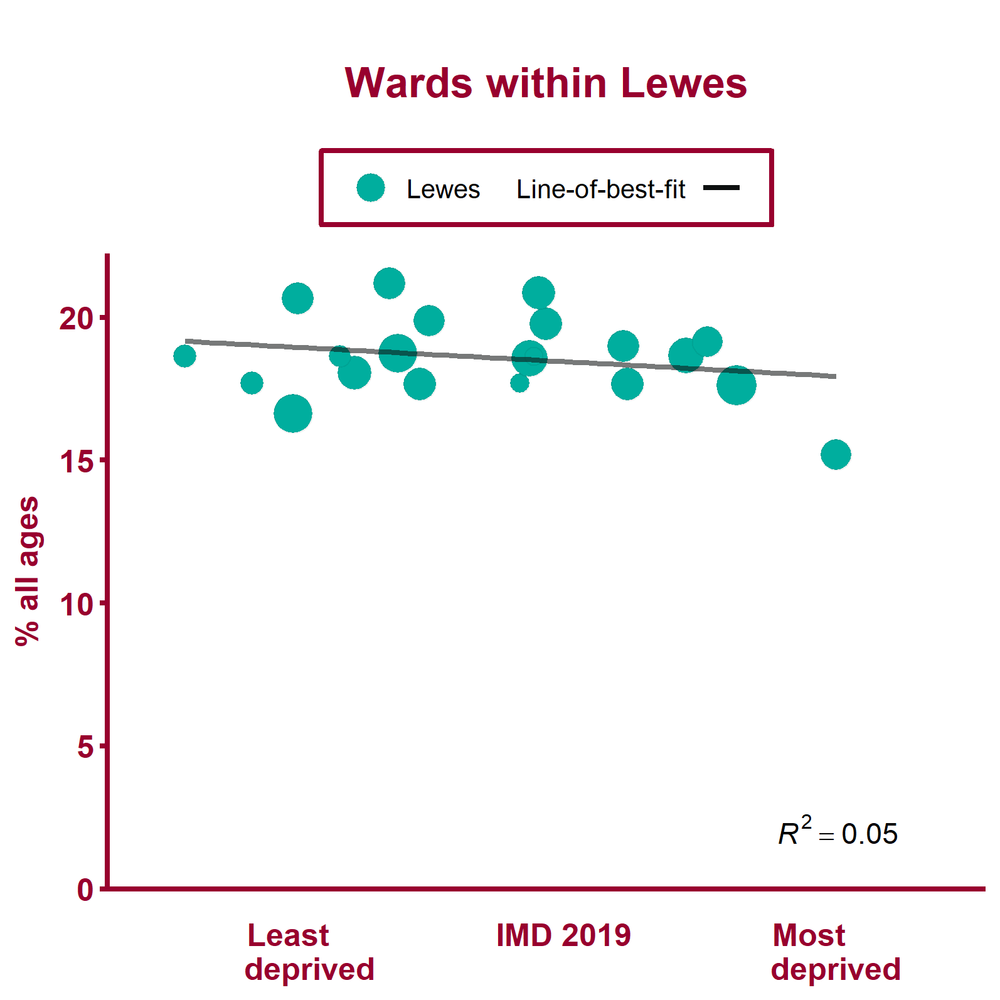 Wards within Lewes
Lewes Line-of-best-fit
20
15
10
5
0
% all ages
R² = 0.05
Least deprived
IMD 2019
Most deprived